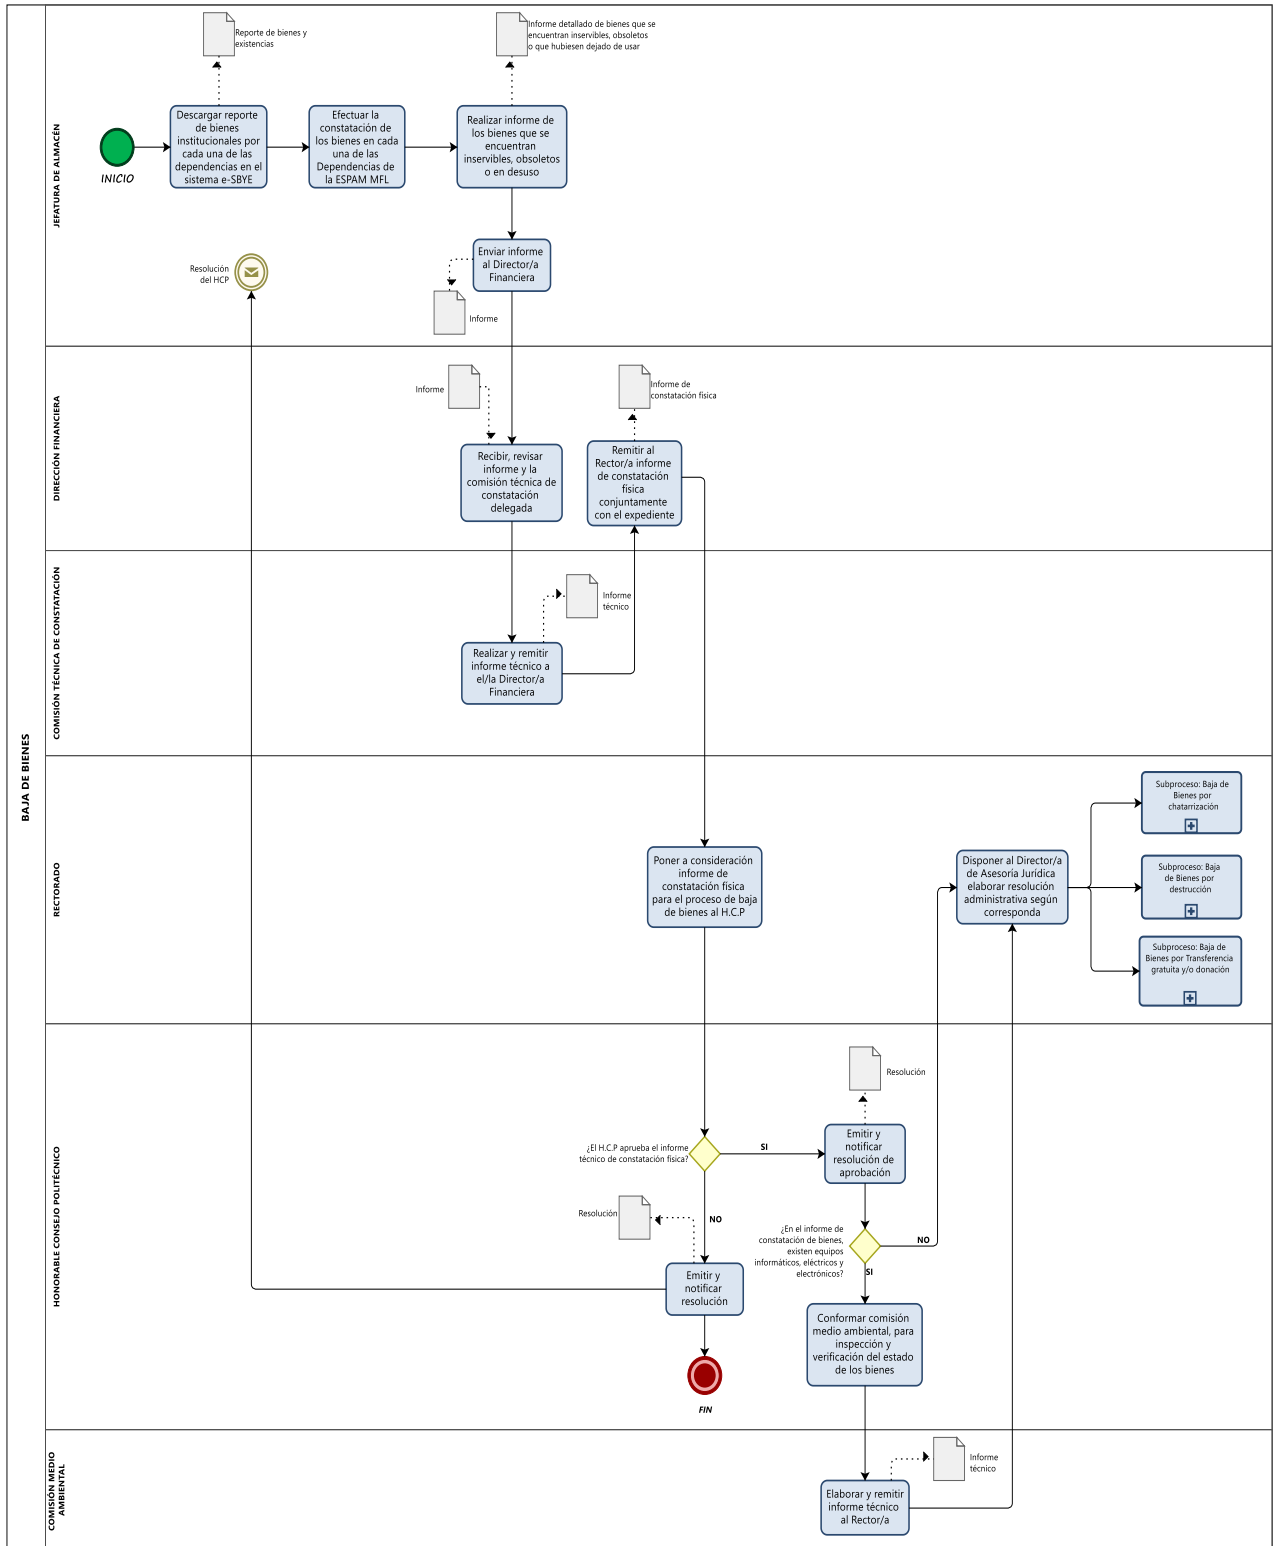 BAJA DE BIENES
JEFATURA DE ALMACÉN
Reporte de bienes y
existencias
Informe detallado de bienes que se
encuentran inservibles, obsoletos
o que hubiesen dejado de usar
INICIO
Descargar reporte
de bienes
institucionales por
cada una de las
dependencias en el
sistema e-SBYE
Efectuar la
constatación de
los bienes en cada
una de las
Dependencias de
la ESPAM MFL
Realizar informe de
los bienes que se
encuentran
inservibles, obsoletos
o en desuso
Resolución
del HCP
Enviar informe
al Director/a
Financiera
Informe
DIRECCIÓN FINANCIERA
Informe
Informe de
constatación física
Recibir, revisar
informe y la
comisión técnica de
constatación
delegada
Remitir al
Rector/a informe
de constatación
física
conjuntamente
con el expediente
COMISIÓN TÉCNICA DE CONSTATACIÓN
Informe
técnico
Realizar y remitir
informe técnico a
el/la Director/a
Financiera
RECTORADO
Poner a consideración
informe de
constatación física
para el proceso de baja
de bienes al H.C.P
Disponer al Director/a
de Asesoría Jurídica
elaborar resolución
administrativa según
corresponda
Subproceso: Baja de
Bienes por
chatarrización
Subproceso: Baja
de Bienes por
destrucción
Subproceso: Baja de
Bienes por Transferencia
gratuita y/o donación
HONORABLE CONSEJO POLITÉCNICO
Resolución
¿El H.C.P aprueba el informe
técnico de constatación física?
SI
Emitir y
notificar
resolución de
aprobación
Resolución
NO
¿En el informe de
constatación de bienes,
existen equipos
informáticos, eléctricos y
electrónicos?
NO
SI
Emitir y
notificar
resolución
Conformar comisión
medio ambiental, para
inspección y
verificación del estado
de los bienes
FIN
COMISIÓN MEDIO
AMBIENTAL
Informe
técnico
Elaborar y remitir
informe técnico
al Rector/a